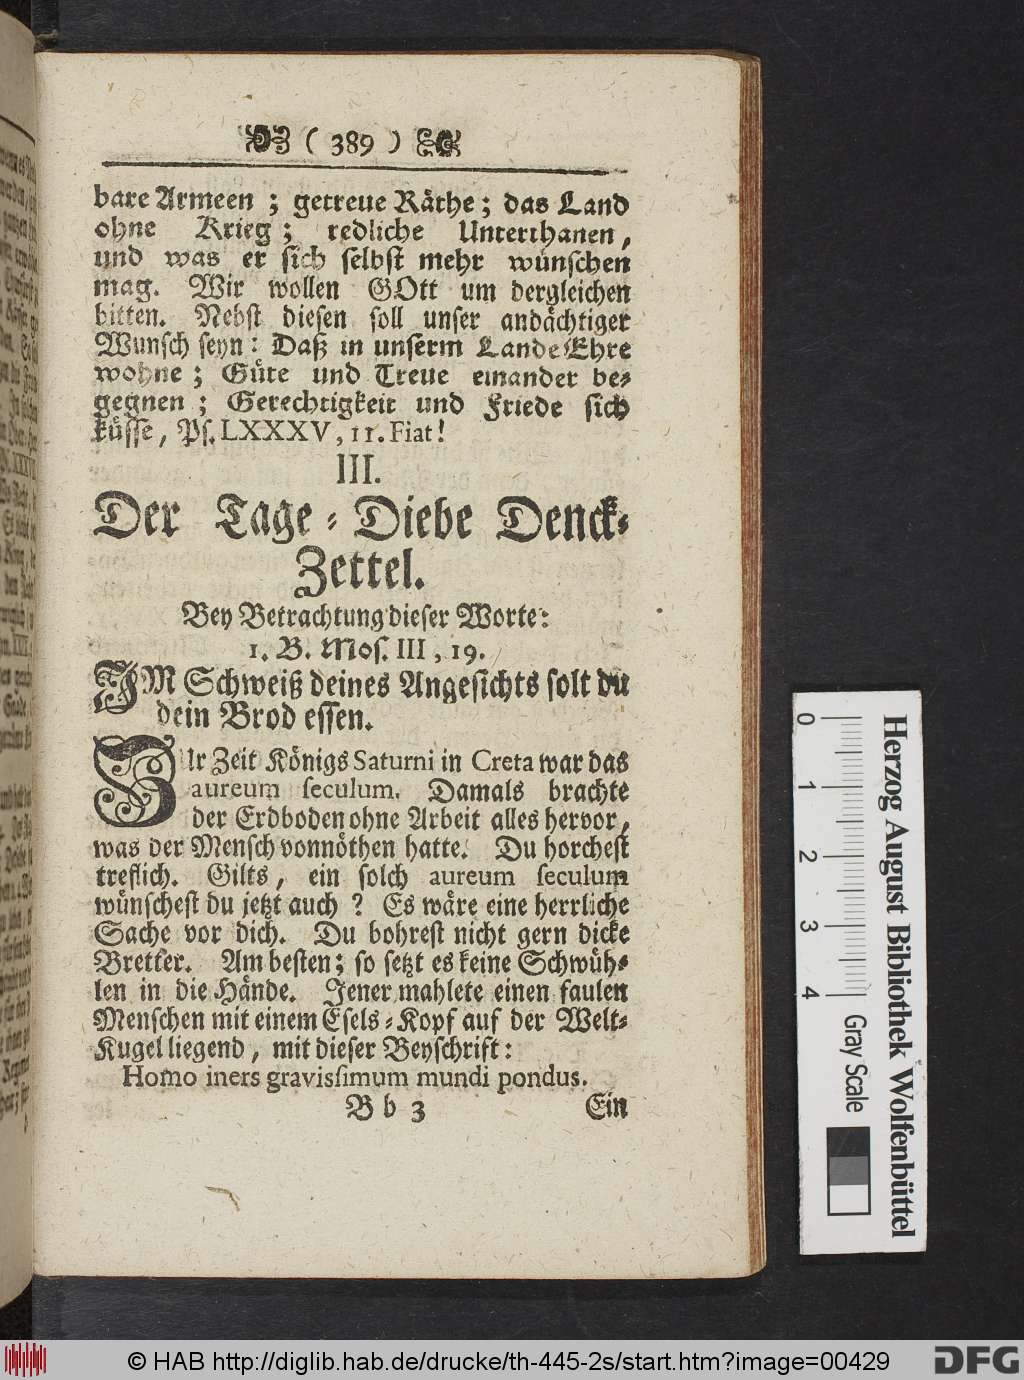 ( 389 )
bare Armeen ; getreue Räthe ; das Land
ohne Krieg ; redliche Unterthanen,
und was er sich selbst mehr wünschen
mag. Wir wollen GOtt um dergleichen
bitten. Nebst diesen soll unser andächtiger
Wunsch seyn: Daß in unserm Lande Ehre
wohne ; Güte und Treue einander be-
gegnen ; Gerechtigkeit und Friede sich
küsse, Ps. LXXXV, 11. Fiat!
III.
Der Tage-Diebe Denck-
Zettel.
Bey Betrachtung dieser Worte:
1. B. Mos. III, 19.
IM Schweiß deines Angesichts solt du
dein Brod essen.
ZUr Zeit Königs Saturni in Creta war das
aureum seculum. Damals brachte
der Erdboden ohne Arbeit alles hervor,
was der Mensch vonnöthen hatte. Du horchest
treflich. Gilts, ein solch aureum seculum
wünschest du jetzt auch ? Es wäre eine herrliche
Sache vor dich. Du bohrest nicht gern dicke
Bretter. Am besten; so setzt es keine Schwüh-
len in die Hände. Jener mahlete einen faulen
Menschen mit einem Esels-Kopf auf der Welt-
Kugel liegend, mit dieser Beyschrift:
Homo iners gravissimum mundi pondus.
B b 3 Ein
0 1 2 3 4
Gray Scale
Herzog August Bibliothek Wolfenbüttel
© HAB http://diglib.hab.de/drucke/th-445-2s/start.htm?image=00429
DFG